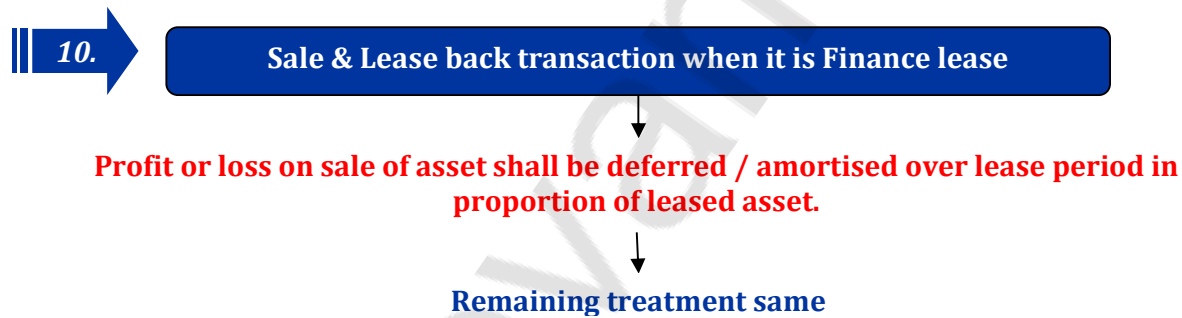 10.
Sale & Lease back transaction when it is Finance lease
Profit or loss on sale of asset shall be deferred / amortised over lease period in
proportion of leased asset.
Remaining treatment same